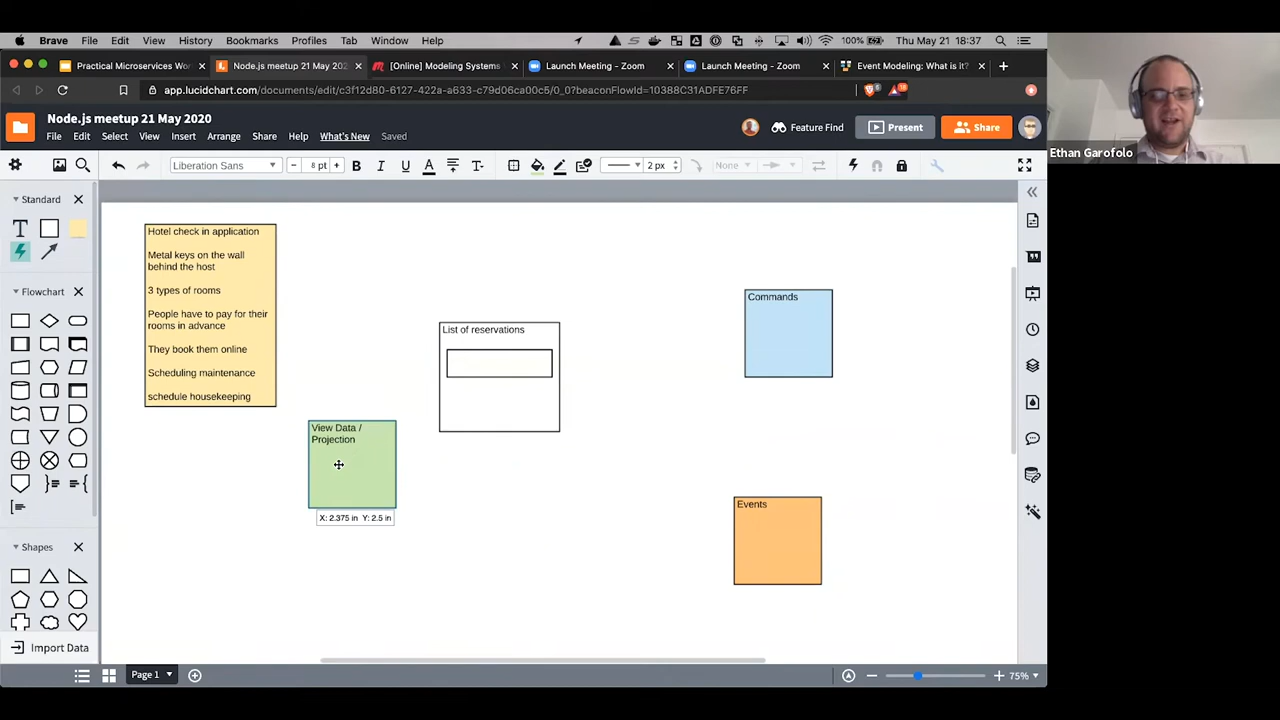 Brave File Edit View History Bookmarks Profiles Tab Window Help 100% Thu May 21 18:37
Practical Microservices Wo Node.js meetup 21 May 202 [Online] Modeling Systems Launch Meeting - Zoom Launch Meeting - Zoom Event Modeling: What is it?
app.lucidchart.com/documents/edit/c3f12d80-6127-422a-a633-c79d06ca00c5/0_0?beaconFlowId=10388C31ADFE76FF
Node.js meetup 21 May 2020
File Edit Select View Insert Arrange Share Help What's New Saved
Feature Find Present Share
Liberation Sans 8 pt B I U A T 2 px None
Standard
T
Flowchart
Shapes
Import Data
Hotel check in application
Metal keys on the wall
behind the host
3 types of rooms
People have to pay for their
rooms in advance
They book them online
Scheduling maintenance
schedule housekeeping
List of reservations
Commands
View Data /
Projection
X: 2.375 in Y: 2.5 in
Events
Page 1
75%
Ethan Garofolo